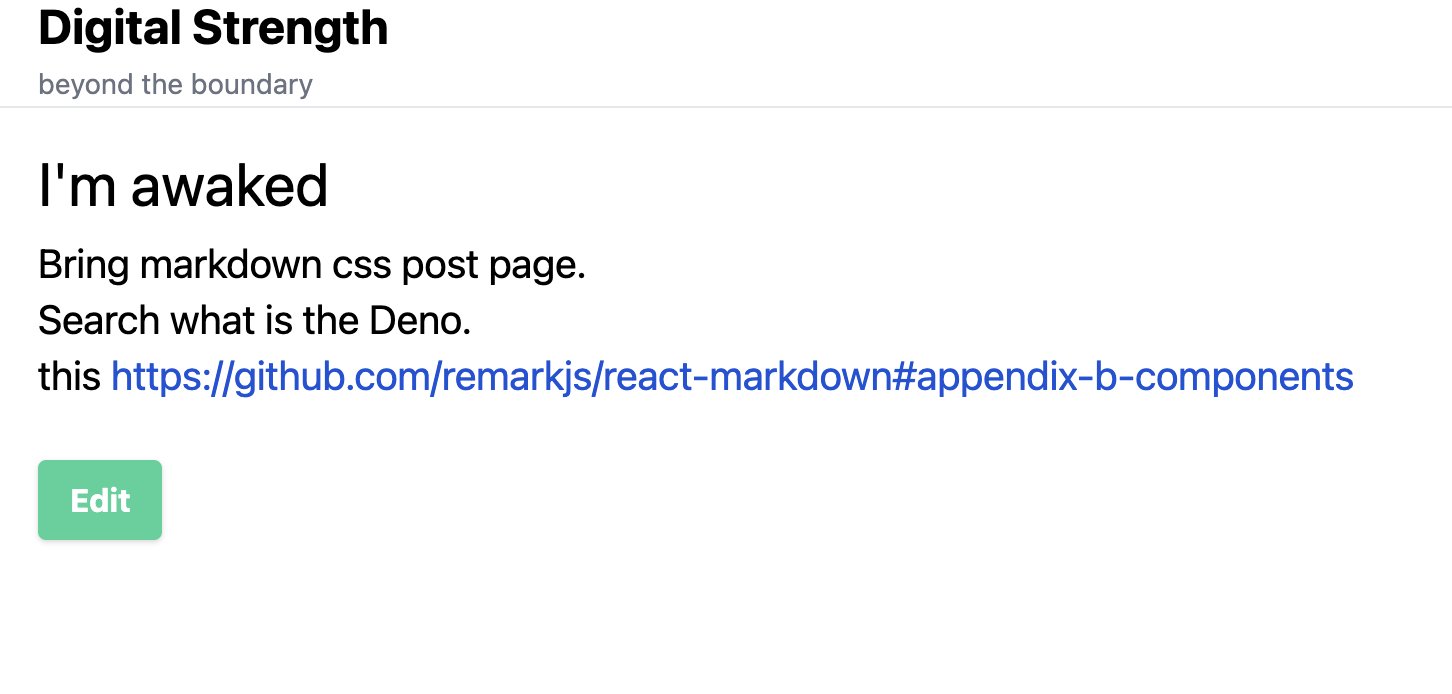 Digital Strength
beyond the boundary
I'm awaked
Bring markdown css post page.
Search what is the Deno.
this https://github.com/remarkjs/react-markdown#appendix-b-components
Edit